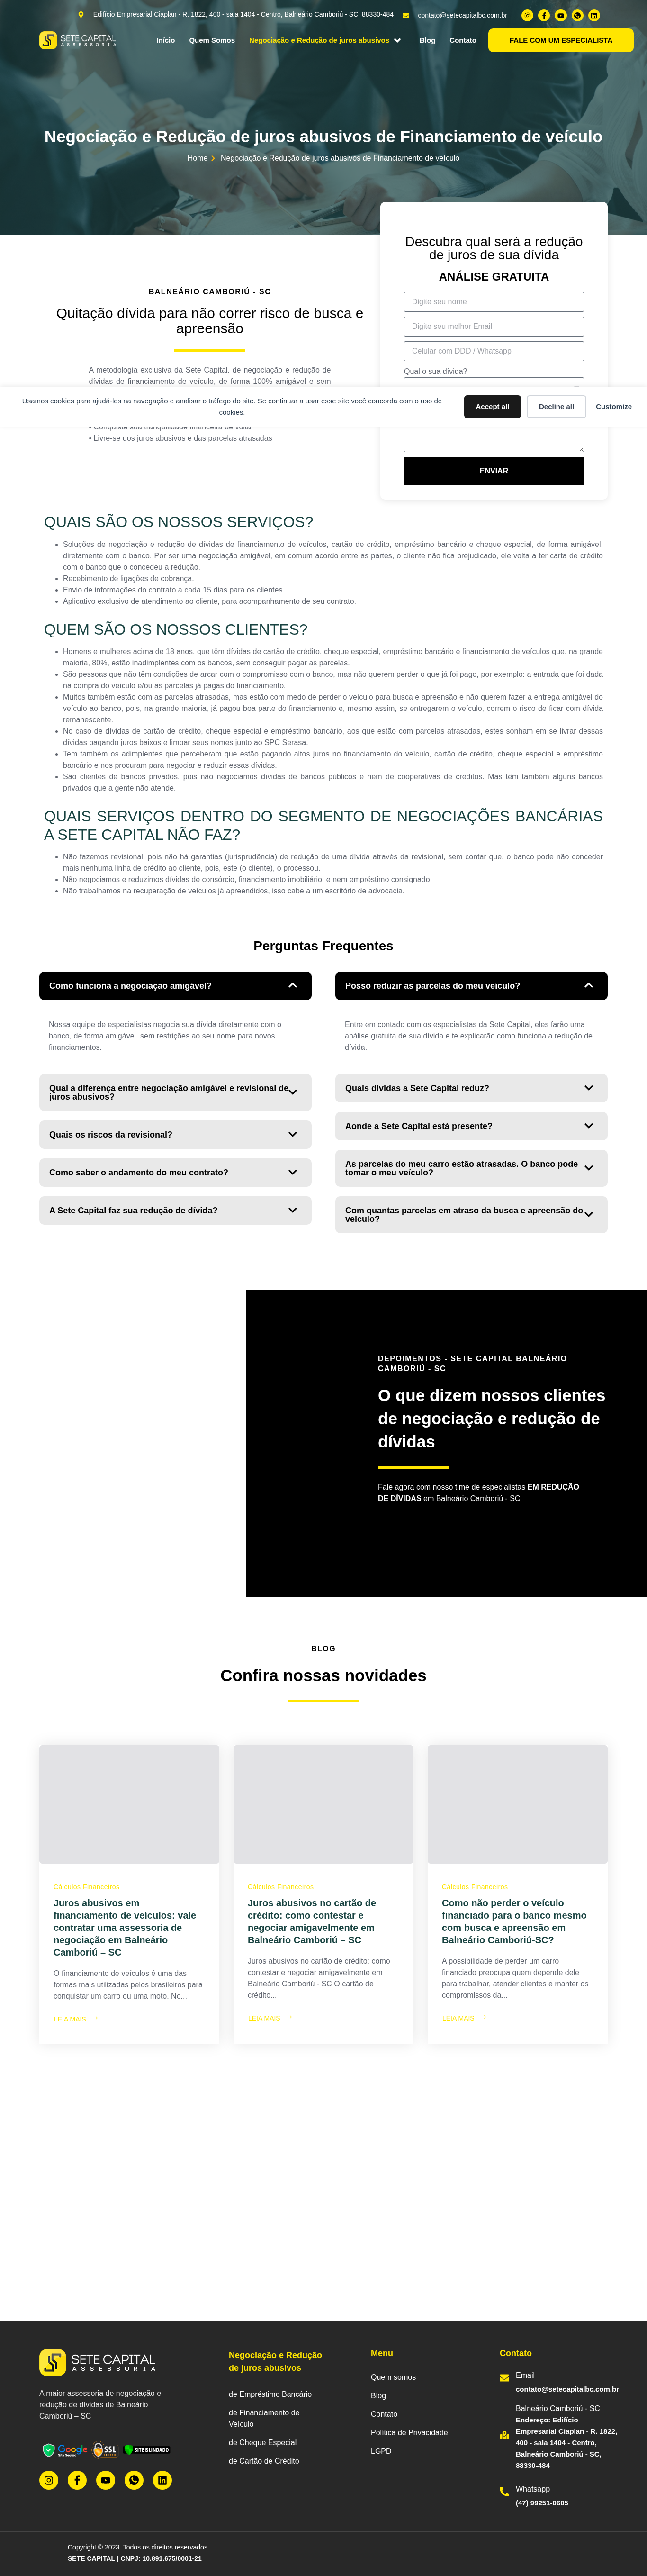 Edifício Empresarial Ciaplan - R. 1822, 400 - sala 1404 - Centro, Balneário Camboriú - SC, 88330-484
contato@setecapitalbc.com.br
SETE CAPITAL
ASSESSORIA
Início
Quem Somos
Negociação e Redução de juros abusivos
Blog
Contato
FALE COM UM ESPECIALISTA
Negociação e Redução de juros abusivos de Financiamento de veículo
Home
Negociação e Redução de juros abusivos de Financiamento de veículo
BALNEÁRIO CAMBORIÚ - SC
Quitação dívida para não correr risco de busca e
apreensão
A metodologia exclusiva da Sete Capital, de negociação e redução de
dívidas de financiamento de veículo, de forma 100% amigável e sem
• Conquiste sua tranquilidade financeira de volta
• Livre-se dos juros abusivos e das parcelas atrasadas
Descubra qual será a redução
de juros de sua dívida
ANÁLISE GRATUITA
Digite seu nome
Digite seu melhor Email
Celular com DDD / Whatsapp
Qual o sua dívida?
ENVIAR
Usamos cookies para ajudá-los na navegação e analisar o tráfego do site. Se continuar a usar esse site você concorda com o uso de
cookies.
Accept all
Decline all
Customize
QUAIS SÃO OS NOSSOS SERVIÇOS?
• Soluções de negociação e redução de dívidas de financiamento de veículos, cartão de crédito, empréstimo bancário e cheque especial, de forma amigável,
diretamente com o banco. Por ser uma negociação amigável, em comum acordo entre as partes, o cliente não fica prejudicado, ele volta a ter carta de crédito
com o banco que o concedeu a redução.
• Recebimento de ligações de cobrança.
• Envio de informações do contrato a cada 15 dias para os clientes.
• Aplicativo exclusivo de atendimento ao cliente, para acompanhamento de seu contrato.
QUEM SÃO OS NOSSOS CLIENTES?
• Homens e mulheres acima de 18 anos, que têm dívidas de cartão de crédito, cheque especial, empréstimo bancário e financiamento de veículos que, na grande
maioria, 80%, estão inadimplentes com os bancos, sem conseguir pagar as parcelas.
• São pessoas que não têm condições de arcar com o compromisso com o banco, mas não querem perder o que já foi pago, por exemplo: a entrada que foi dada
na compra do veículo e/ou as parcelas já pagas do financiamento.
• Muitos também estão com as parcelas atrasadas, mas estão com medo de perder o veículo para busca e apreensão e não querem fazer a entrega amigável do
veículo ao banco, pois, na grande maioria, já pagou boa parte do financiamento e, mesmo assim, se entregarem o veículo, correm o risco de ficar com dívida
remanescente.
• No caso de dívidas de cartão de crédito, cheque especial e empréstimo bancário, aos que estão com parcelas atrasadas, estes sonham em se livrar dessas
dívidas pagando juros baixos e limpar seus nomes junto ao SPC Serasa.
• Tem também os adimplentes que perceberam que estão pagando altos juros no financiamento do veículo, cartão de crédito, cheque especial e empréstimo
bancário e nos procuram para negociar e reduzir essas dívidas.
• São clientes de bancos privados, pois não negociamos dívidas de bancos públicos e nem de cooperativas de créditos. Mas têm também alguns bancos
privados que a gente não atende.
QUAIS SERVIÇOS DENTRO DO SEGMENTO DE NEGOCIAÇÕES BANCÁRIAS
A SETE CAPITAL NÃO FAZ?
• Não fazemos revisional, pois não há garantias (jurisprudência) de redução de uma dívida através da revisional, sem contar que, o banco pode não conceder
mais nenhuma linha de crédito ao cliente, pois, este (o cliente), o processou.
• Não negociamos e reduzimos dívidas de consórcio, financiamento imobiliário, e nem empréstimo consignado.
• Não trabalhamos na recuperação de veículos já apreendidos, isso cabe a um escritório de advocacia.
Perguntas Frequentes
Como funciona a negociação amigável?
Nossa equipe de especialistas negocia sua dívida diretamente com o
banco, de forma amigável, sem restrições ao seu nome para novos
financiamentos.
Qual a diferença entre negociação amigável e revisional de
juros abusivos?
Quais os riscos da revisional?
Como saber o andamento do meu contrato?
A Sete Capital faz sua redução de dívida?
Posso reduzir as parcelas do meu veículo?
Entre em contado com os especialistas da Sete Capital, eles farão uma
análise gratuita de sua dívida e te explicarão como funciona a redução de
dívida.
Quais dívidas a Sete Capital reduz?
Aonde a Sete Capital está presente?
As parcelas do meu carro estão atrasadas. O banco pode
tomar o meu veículo?
Com quantas parcelas em atraso da busca e apreensão do
veiculo?
DEPOIMENTOS - SETE CAPITAL BALNEÁRIO
CAMBORIÚ - SC
O que dizem nossos clientes
de negociação e redução de
dívidas
Fale agora com nosso time de especialistas EM REDUÇÃO
DE DÍVIDAS em Balneário Camboriú - SC
BLOG
Confira nossas novidades
Cálculos Financeiros
Juros abusivos em
financiamento de veículos: vale
contratar uma assessoria de
negociação em Balneário
Camboriú – SC
O financiamento de veículos é uma das
formas mais utilizadas pelos brasileiros para
conquistar um carro ou uma moto. No...
LEIA MAIS →
Cálculos Financeiros
Juros abusivos no cartão de
crédito: como contestar e
negociar amigavelmente em
Balneário Camboriú – SC
Juros abusivos no cartão de crédito: como
contestar e negociar amigavelmente em
Balneário Camboriú - SC O cartão de
crédito...
LEIA MAIS →
Cálculos Financeiros
Como não perder o veículo
financiado para o banco mesmo
com busca e apreensão em
Balneário Camboriú-SC?
A possibilidade de perder um carro
financiado preocupa quem depende dele
para trabalhar, atender clientes e manter os
compromissos da...
LEIA MAIS →
SETE CAPITAL
ASSESSORIA
A maior assessoria de negociação e
redução de dívidas de Balneário
Camboriú – SC
Google
Site Seguro
SSL
SITE BLINDADO
Negociação e Redução
de juros abusivos
de Empréstimo Bancário
de Financiamento de
Veículo
de Cheque Especial
de Cartão de Crédito
Menu
Quem somos
Blog
Contato
Política de Privacidade
LGPD
Contato
Email
contato@setecapitalbc.com.br
Balneário Camboriú - SC
Endereço: Edifício
Empresarial Ciaplan - R. 1822,
400 - sala 1404 - Centro,
Balneário Camboriú - SC,
88330-484
Whatsapp
(47) 99251-0605
Copyright © 2023. Todos os direitos reservados.
SETE CAPITAL | CNPJ: 10.891.675/0001-21